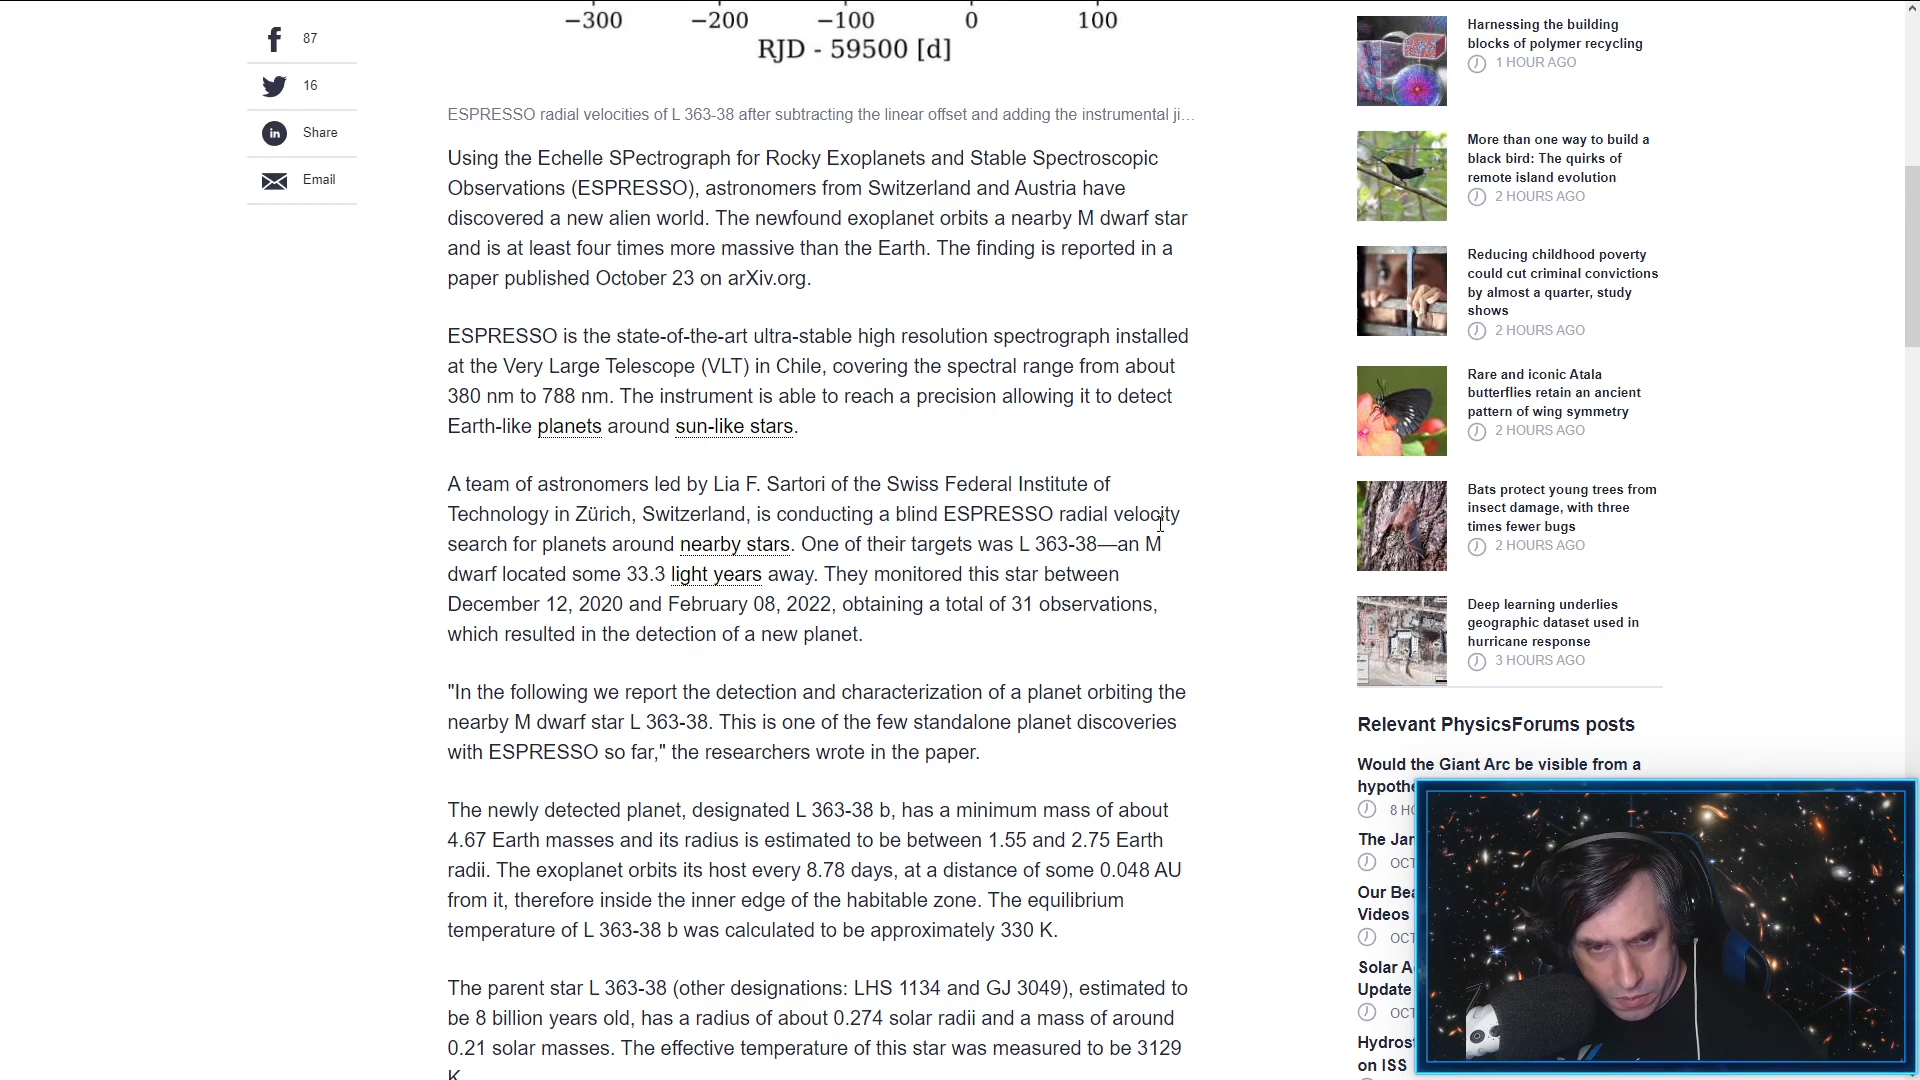 −300 −200 −100 0 100
RJD - 59500 [d]
87
16
Share
Email
ESPRESSO radial velocities of L 363-38 after subtracting the linear offset and adding the instrumental ji…
Using the Echelle SPectrograph for Rocky Exoplanets and Stable Spectroscopic
Observations (ESPRESSO), astronomers from Switzerland and Austria have
discovered a new alien world. The newfound exoplanet orbits a nearby M dwarf star
and is at least four times more massive than the Earth. The finding is reported in a
paper published October 23 on arXiv.org.
ESPRESSO is the state-of-the-art ultra-stable high resolution spectrograph installed
at the Very Large Telescope (VLT) in Chile, covering the spectral range from about
380 nm to 788 nm. The instrument is able to reach a precision allowing it to detect
Earth-like planets around sun-like stars.
A team of astronomers led by Lia F. Sartori of the Swiss Federal Institute of
Technology in Zürich, Switzerland, is conducting a blind ESPRESSO radial velocity
search for planets around nearby stars. One of their targets was L 363-38—an M
dwarf located some 33.3 light years away. They monitored this star between
December 12, 2020 and February 08, 2022, obtaining a total of 31 observations,
which resulted in the detection of a new planet.
"In the following we report the detection and characterization of a planet orbiting the
nearby M dwarf star L 363-38. This is one of the few standalone planet discoveries
with ESPRESSO so far," the researchers wrote in the paper.
The newly detected planet, designated L 363-38 b, has a minimum mass of about
4.67 Earth masses and its radius is estimated to be between 1.55 and 2.75 Earth
radii. The exoplanet orbits its host every 8.78 days, at a distance of some 0.048 AU
from it, therefore inside the inner edge of the habitable zone. The equilibrium
temperature of L 363-38 b was calculated to be approximately 330 K.
The parent star L 363-38 (other designations: LHS 1134 and GJ 3049), estimated to
be 8 billion years old, has a radius of about 0.274 solar radii and a mass of around
0.21 solar masses. The effective temperature of this star was measured to be 3129
K
Harnessing the building
blocks of polymer recycling
1 HOUR AGO
More than one way to build a
black bird: The quirks of
remote island evolution
2 HOURS AGO
Reducing childhood poverty
could cut criminal convictions
by almost a quarter, study
shows
2 HOURS AGO
Rare and iconic Atala
butterflies retain an ancient
pattern of wing symmetry
2 HOURS AGO
Bats protect young trees from
insect damage, with three
times fewer bugs
2 HOURS AGO
Deep learning underlies
geographic dataset used in
hurricane response
3 HOURS AGO
Relevant PhysicsForums posts
Would the Giant Arc be visible from a
hypothe
8 HO
The Jar
OCT
Our Bea
Videos
OCT
Solar A
Update
OCT
Hydros
on ISS